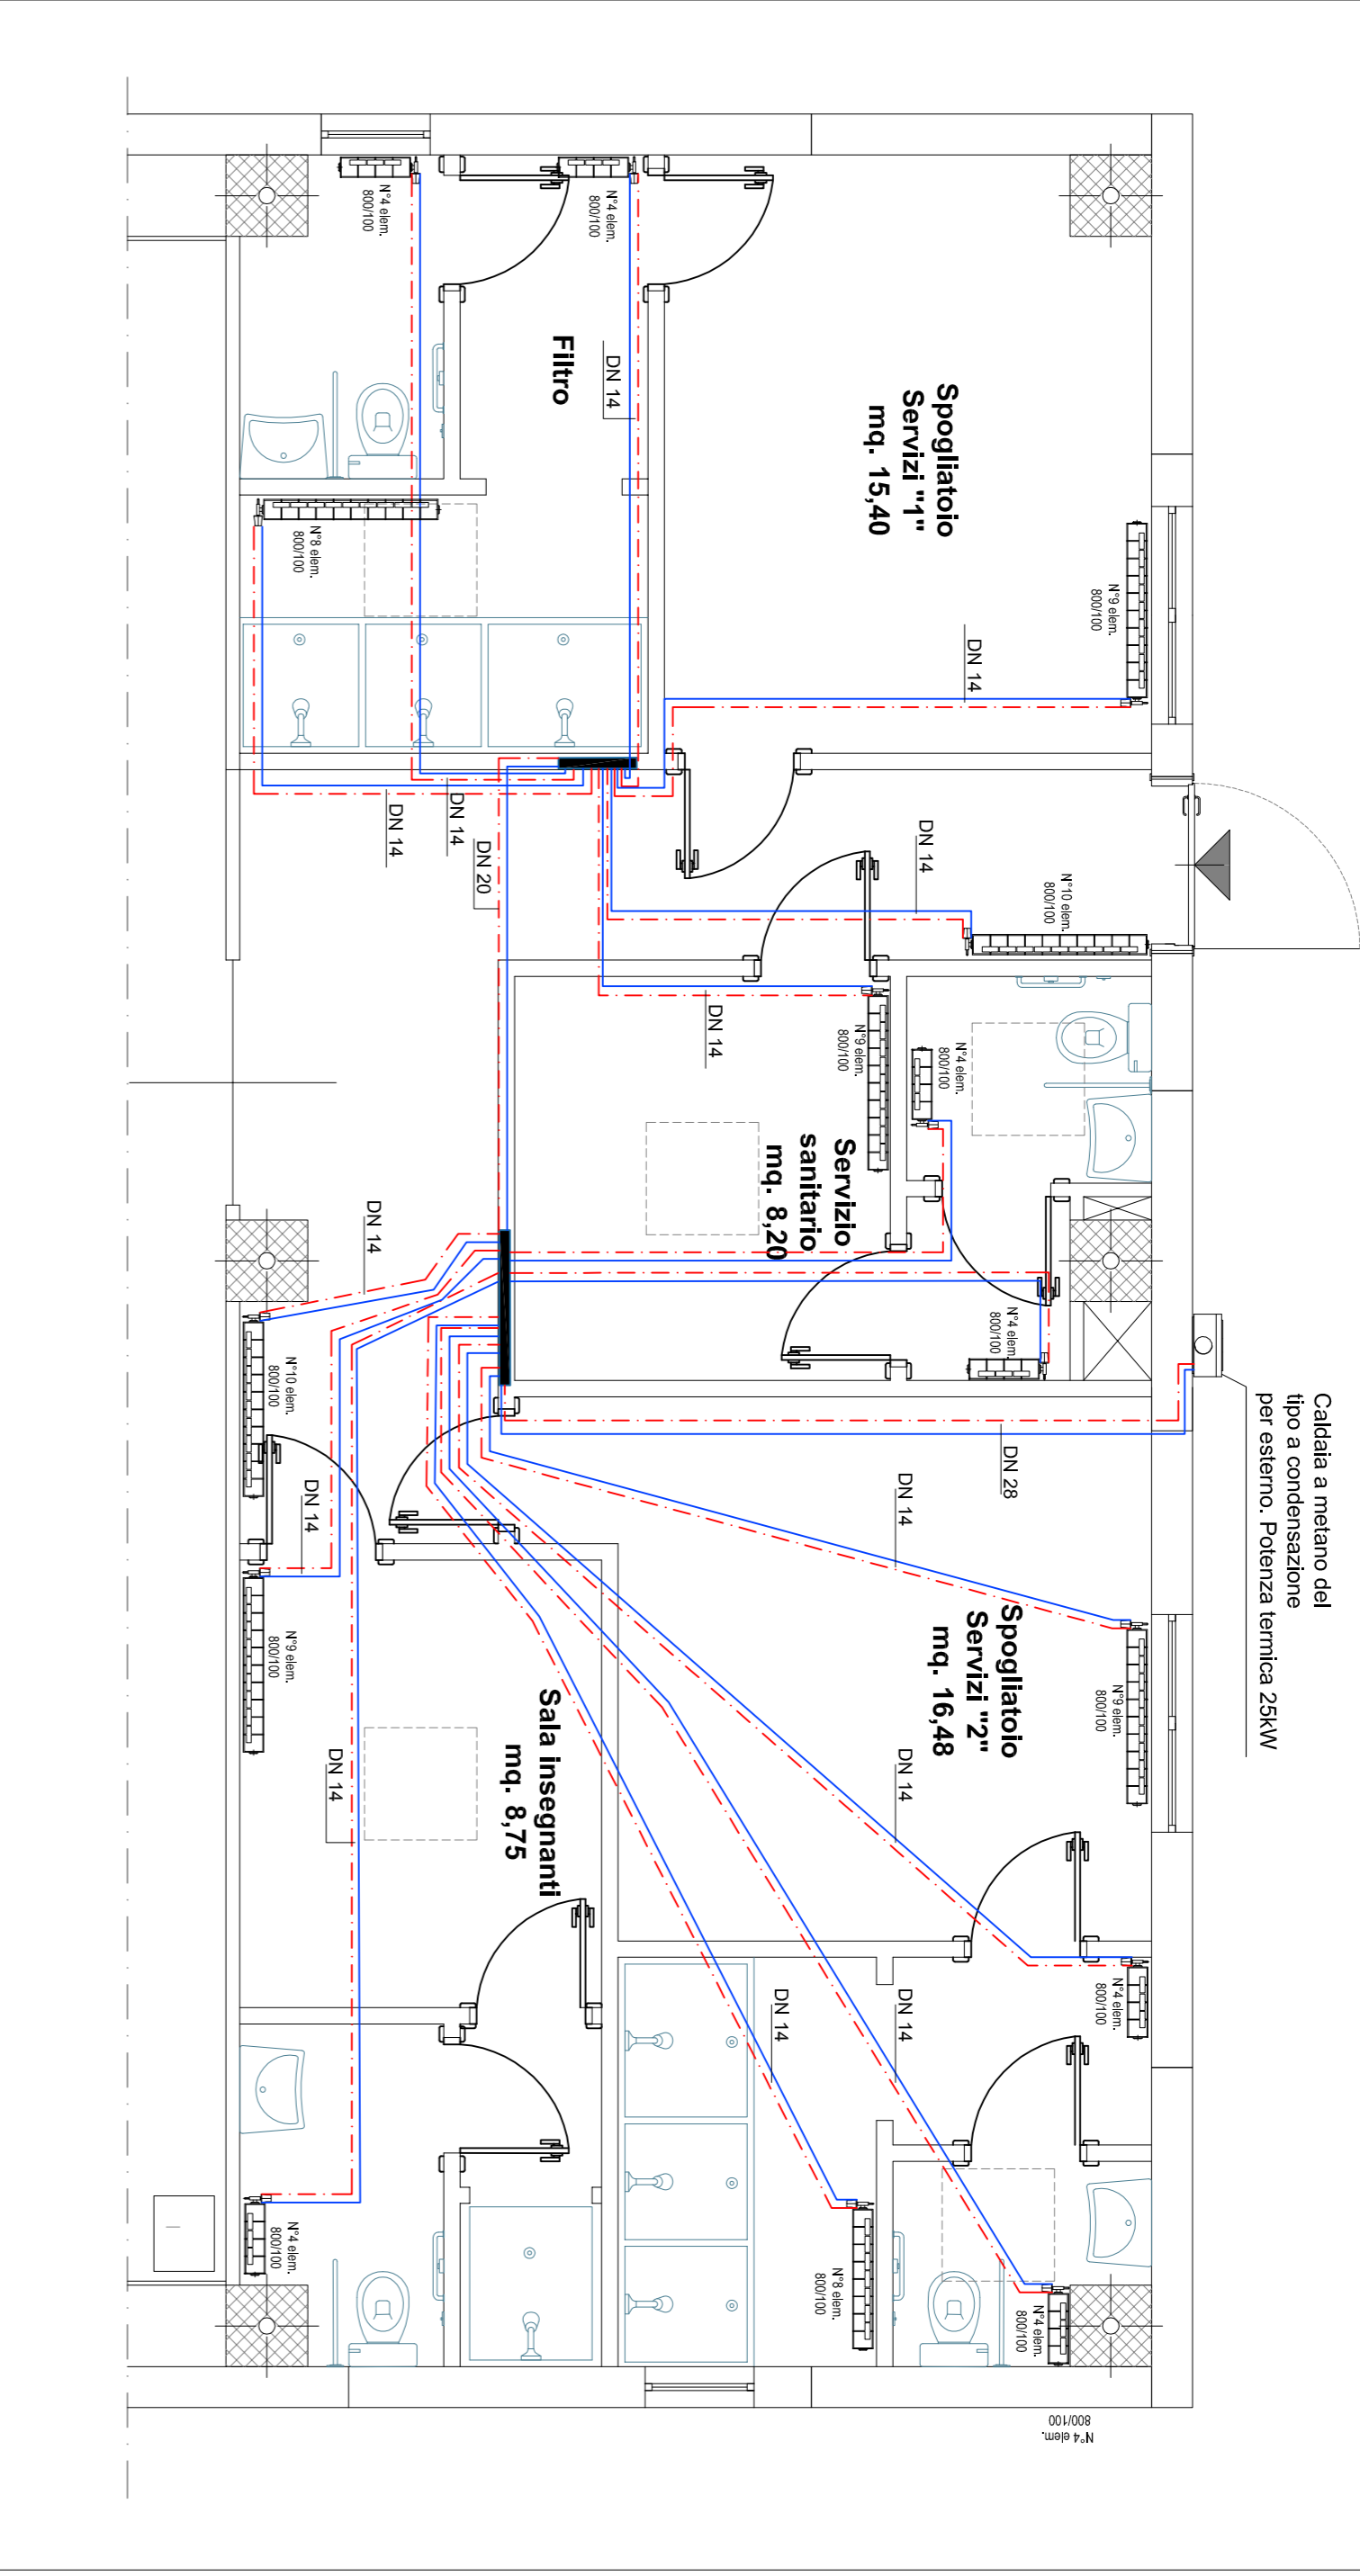 Caldaia a metano del
tipo a condensazione
per esterno. Potenza termica 25kW
N°4 elem.
800/100
N°4 elem.
800/100
Filtro
DN 14
Spogliatoio
Servizi "1"
mq. 15,40
N°9 elem.
800/100
DN 14
N°8 elem.
800/100
DN 14
DN 14
DN 20
DN 14
N°10 elem.
800/100
DN 14
N°9 elem.
800/100
N°4 elem.
800/100
Servizio
sanitario
mq. 8,20
DN 14
N°4 elem.
800/100
N°10 elem.
800/100
DN 28
DN 14
DN 14
N°9 elem.
800/100
Spogliatoio
Servizi "2"
mq. 16,48
N°9 elem.
800/100
Sala insegnanti
mq. 8,75
DN 14
DN 14
N°4 elem.
800/100
DN 14
DN 14
N°4 elem.
800/100
N°8 elem.
800/100
N°4 elem.
800/100
N°4 elem.
800/100